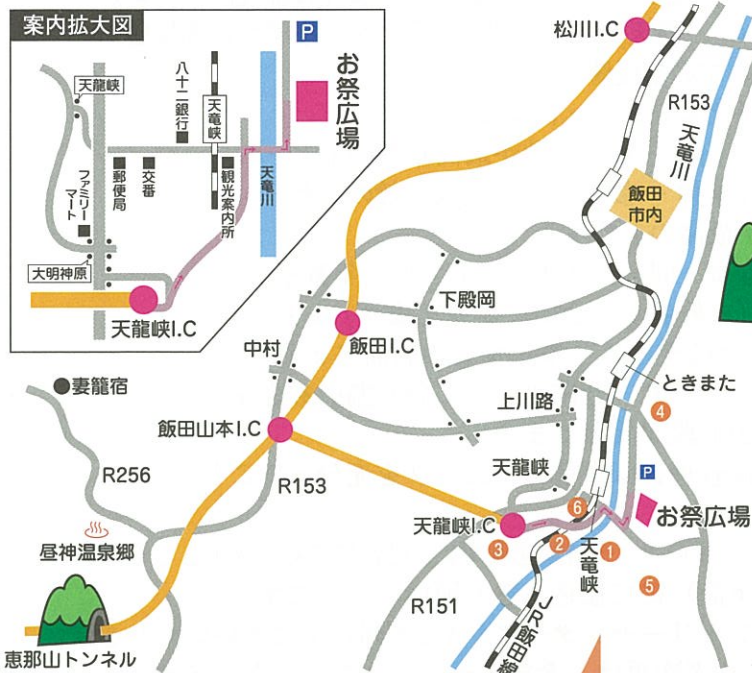 案内拡大図
P
天龍峡
八十二銀行
天竜峡
お祭広場
ファミリーマート
郵便局
交番
観光案内所
天竜川
大明神原
天龍峡I.C
松川I.C
R153
天竜川
飯田
市内
下殿岡
飯田I.C
中村
ときまた
妻籠宿
上川路
4
飯田山本I.C
R256
R153
天龍峡
P
6
お祭広場
天龍峡I.C
昼神温泉郷
3
2
天竜峡
1
5
R151
JR飯田線
恵那山トンネル